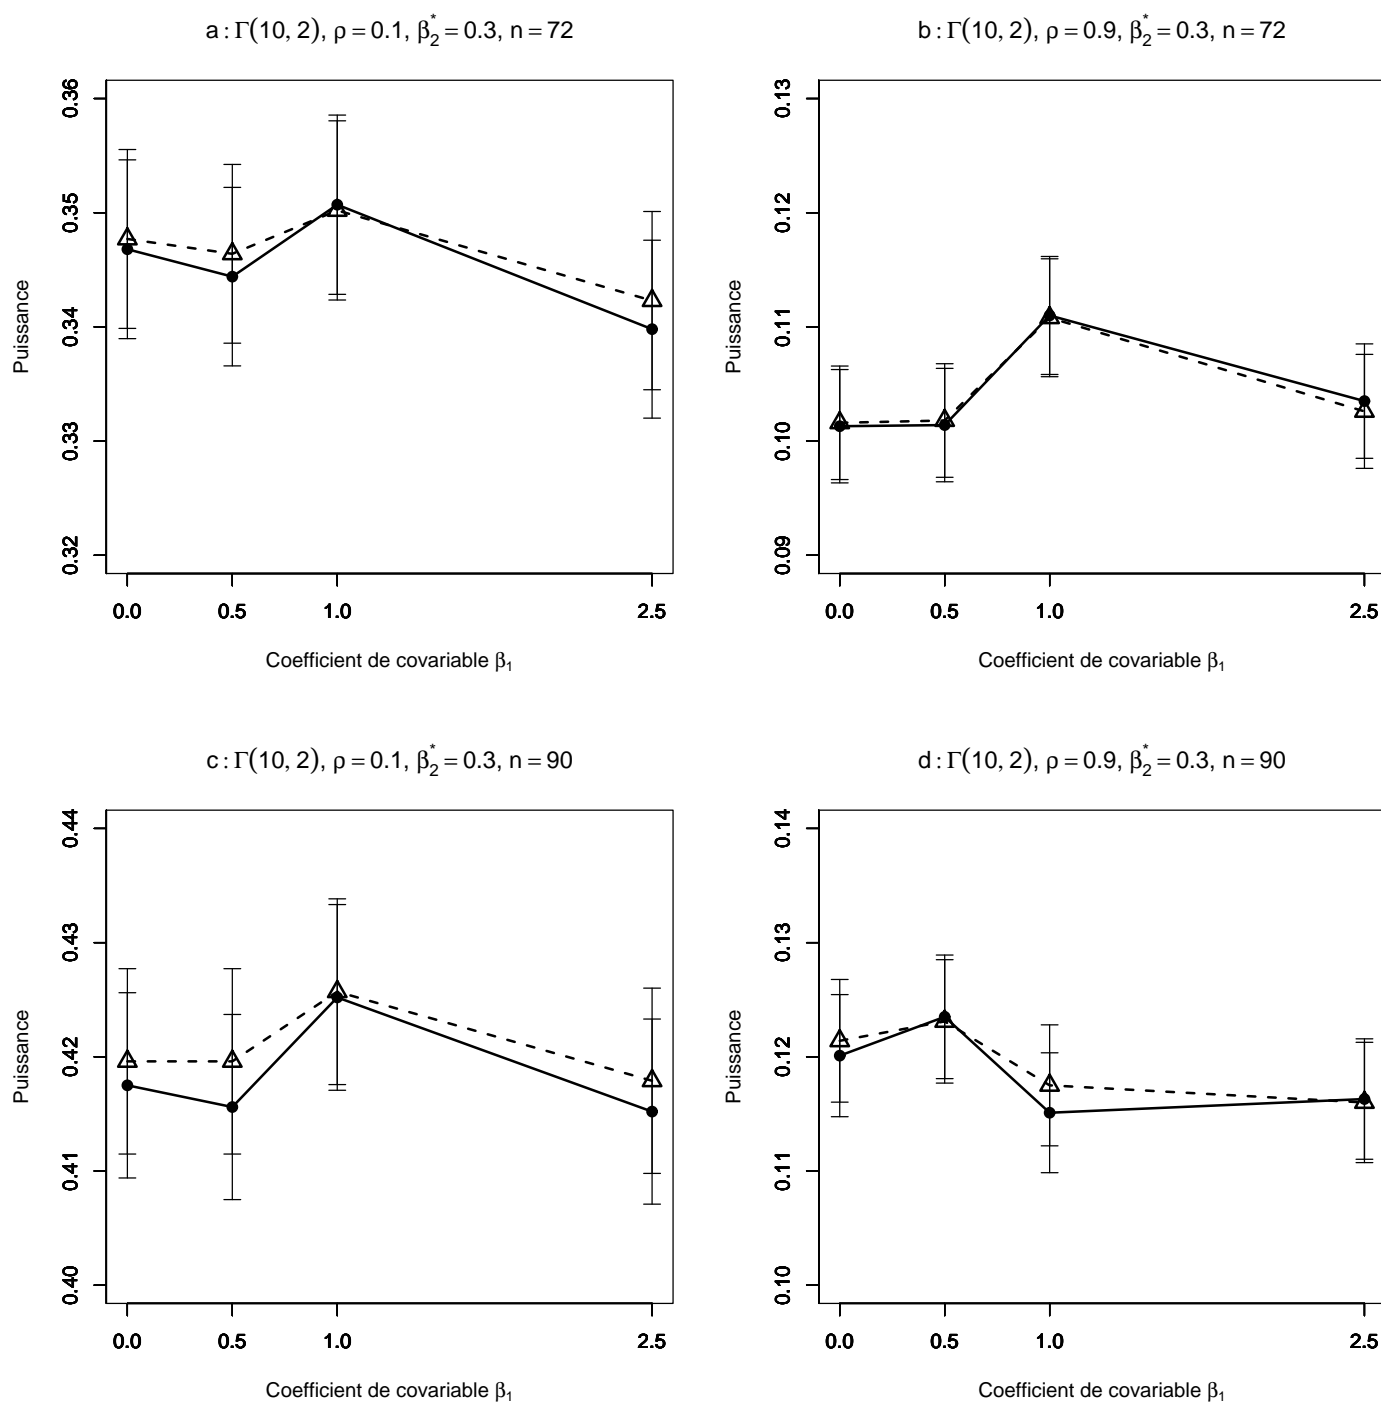 a : Γ(10, 2), ρ = 0.1, β₂* = 0.3, n = 72
Puissance
0.36
0.35
0.34
0.33
0.32
0.0 0.5 1.0 2.5
Coefficient de covariable β₁
b : Γ(10, 2), ρ = 0.9, β₂* = 0.3, n = 72
Puissance
0.13
0.12
0.11
0.10
0.09
0.0 0.5 1.0 2.5
Coefficient de covariable β₁
c : Γ(10, 2), ρ = 0.1, β₂* = 0.3, n = 90
Puissance
0.44
0.43
0.42
0.41
0.40
0.0 0.5 1.0 2.5
Coefficient de covariable β₁
d : Γ(10, 2), ρ = 0.9, β₂* = 0.3, n = 90
Puissance
0.14
0.13
0.12
0.11
0.10
0.0 0.5 1.0 2.5
Coefficient de covariable β₁